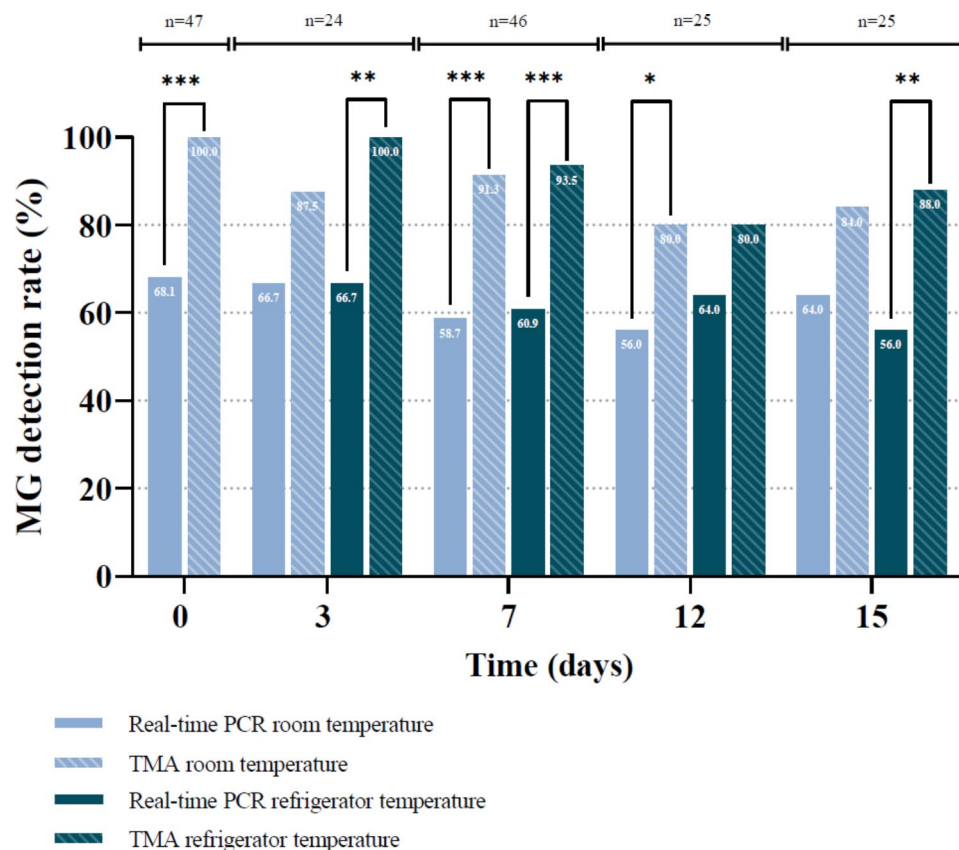 n=47 n=24 n=46 n=25 n=25
*** ** *** *** * **
100
80
60
40
20
0
MG detection rate (%)
68.1 100.0 66.7 87.5 66.7 100.0 58.7 91.3 60.9 93.5 56.0 80.0 64.0 80.0 64.0 84.0 56.0 88.0
0 3 7 12 15
Time (days)
Real-time PCR room temperature
TMA room temperature
Real-time PCR refrigerator temperature
TMA refrigerator temperature